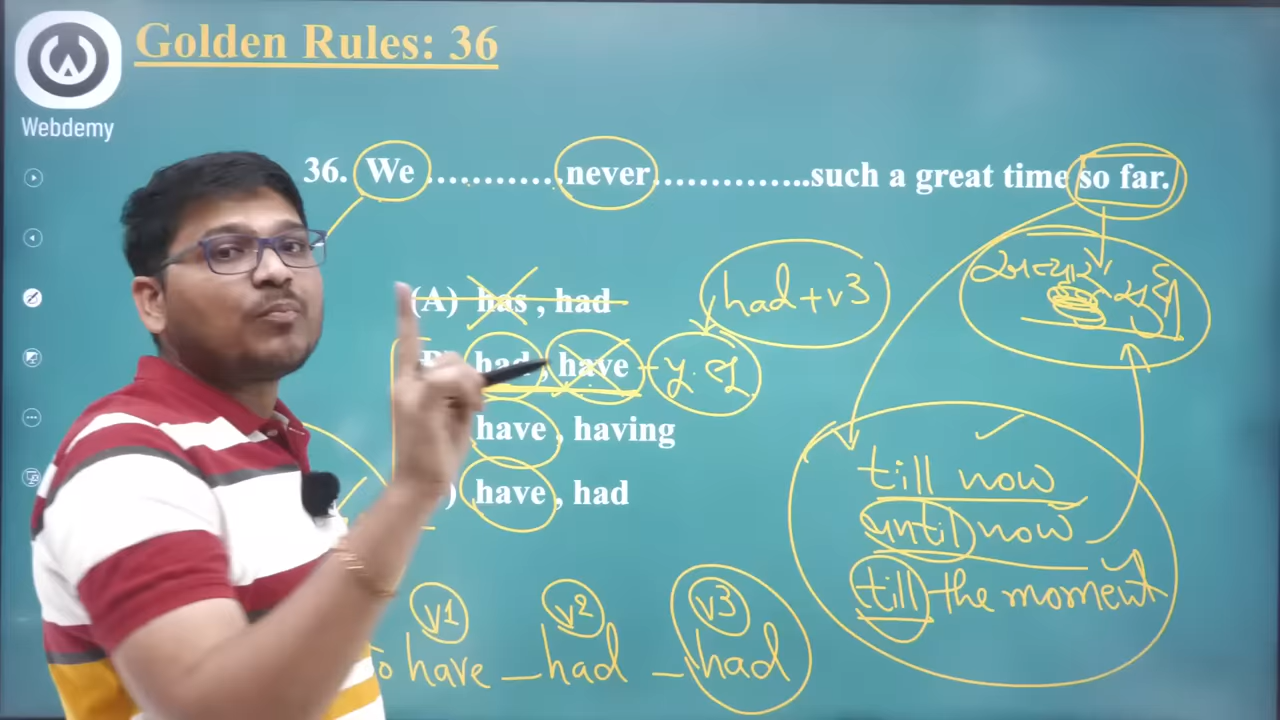 Golden Rules: 36
Webdemy
36. We………….never…………..such a great time so far.
(A) has , had
had+v3
had , have
have , having
) have , had
till now
until now
till the moment
v1 v2 v3
to have _ had _ had